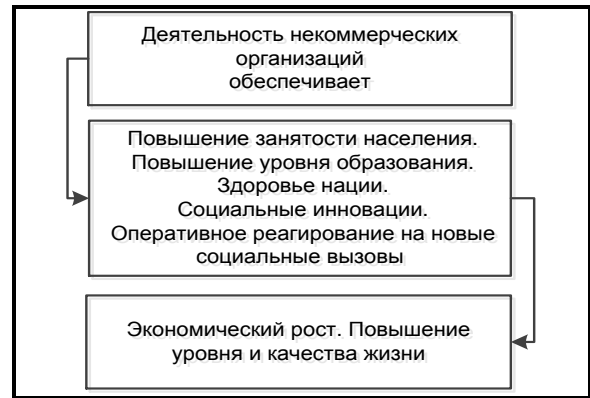 Деятельность некоммерческих
организаций
обеспечивает
Повышение занятости населения.
Повышение уровня образования.
Здоровье нации.
Социальные инновации.
Оперативное реагирование на новые
социальные вызовы
Экономический рост. Повышение
уровня и качества жизни